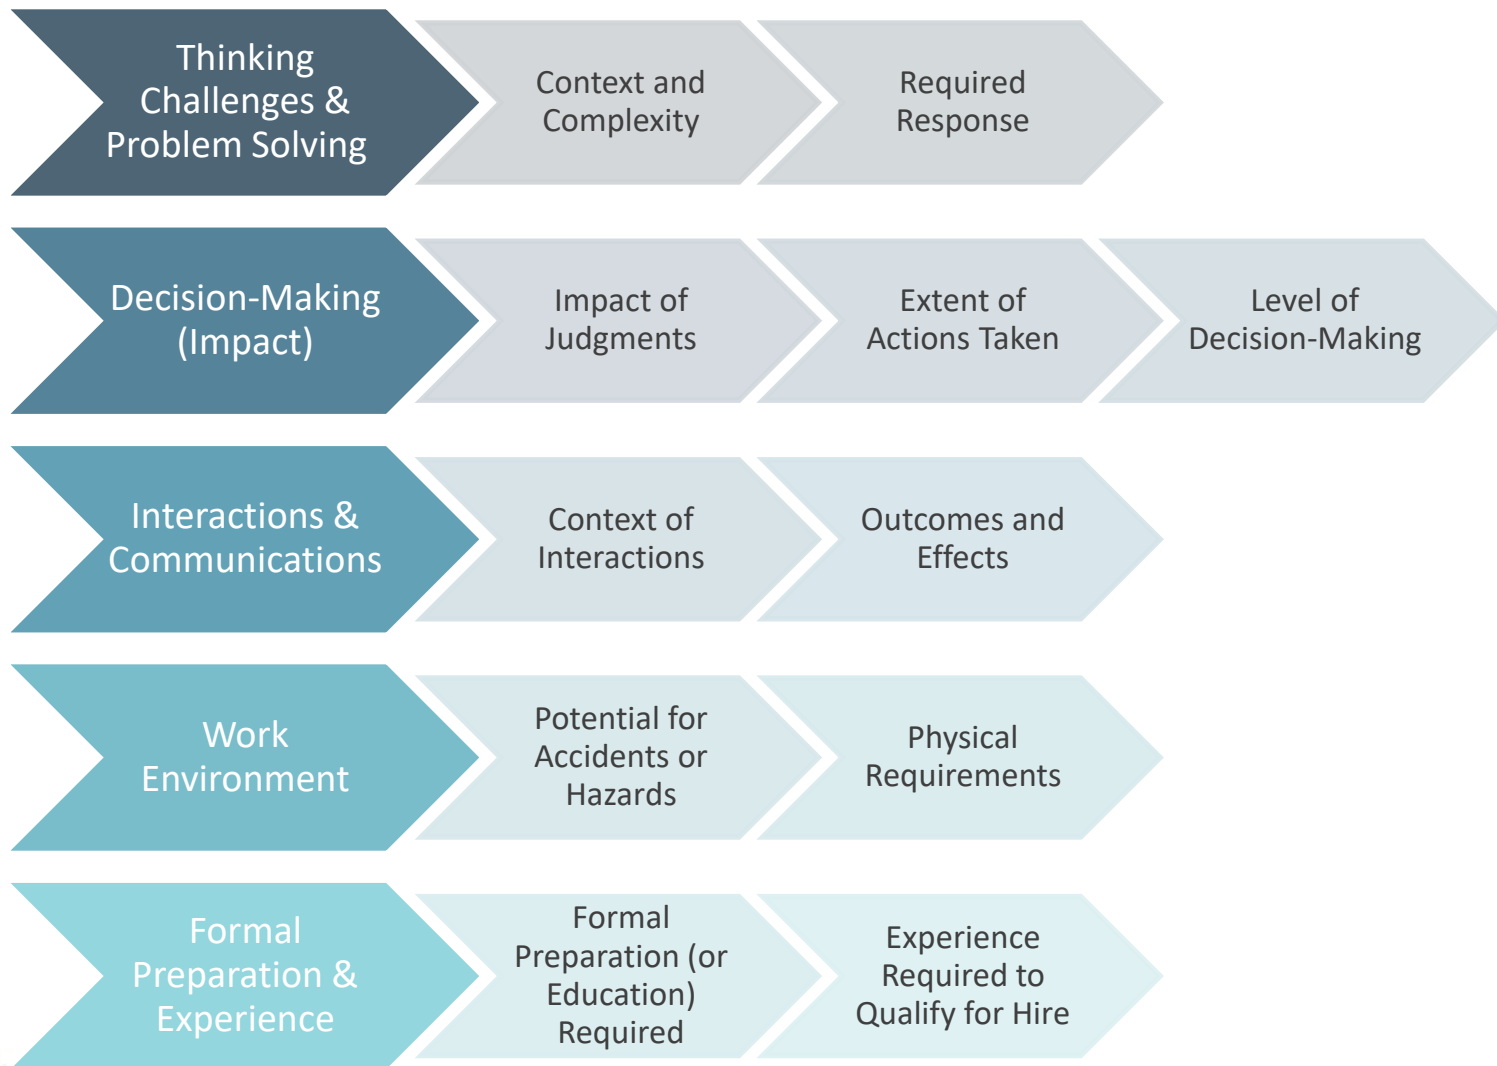 Thinking
Challenges &
Problem Solving
Context and
Complexity
Required
Response
Decision-Making
(Impact)
Impact of
Judgments
Extent of
Actions Taken
Level of
Decision-Making
Interactions &
Communications
Context of
Interactions
Outcomes and
Effects
Work
Environment
Potential for
Accidents or
Hazards
Physical
Requirements
Formal
Preparation &
Experience
Formal
Preparation (or
Education)
Required
Experience
Required to
Qualify for Hire